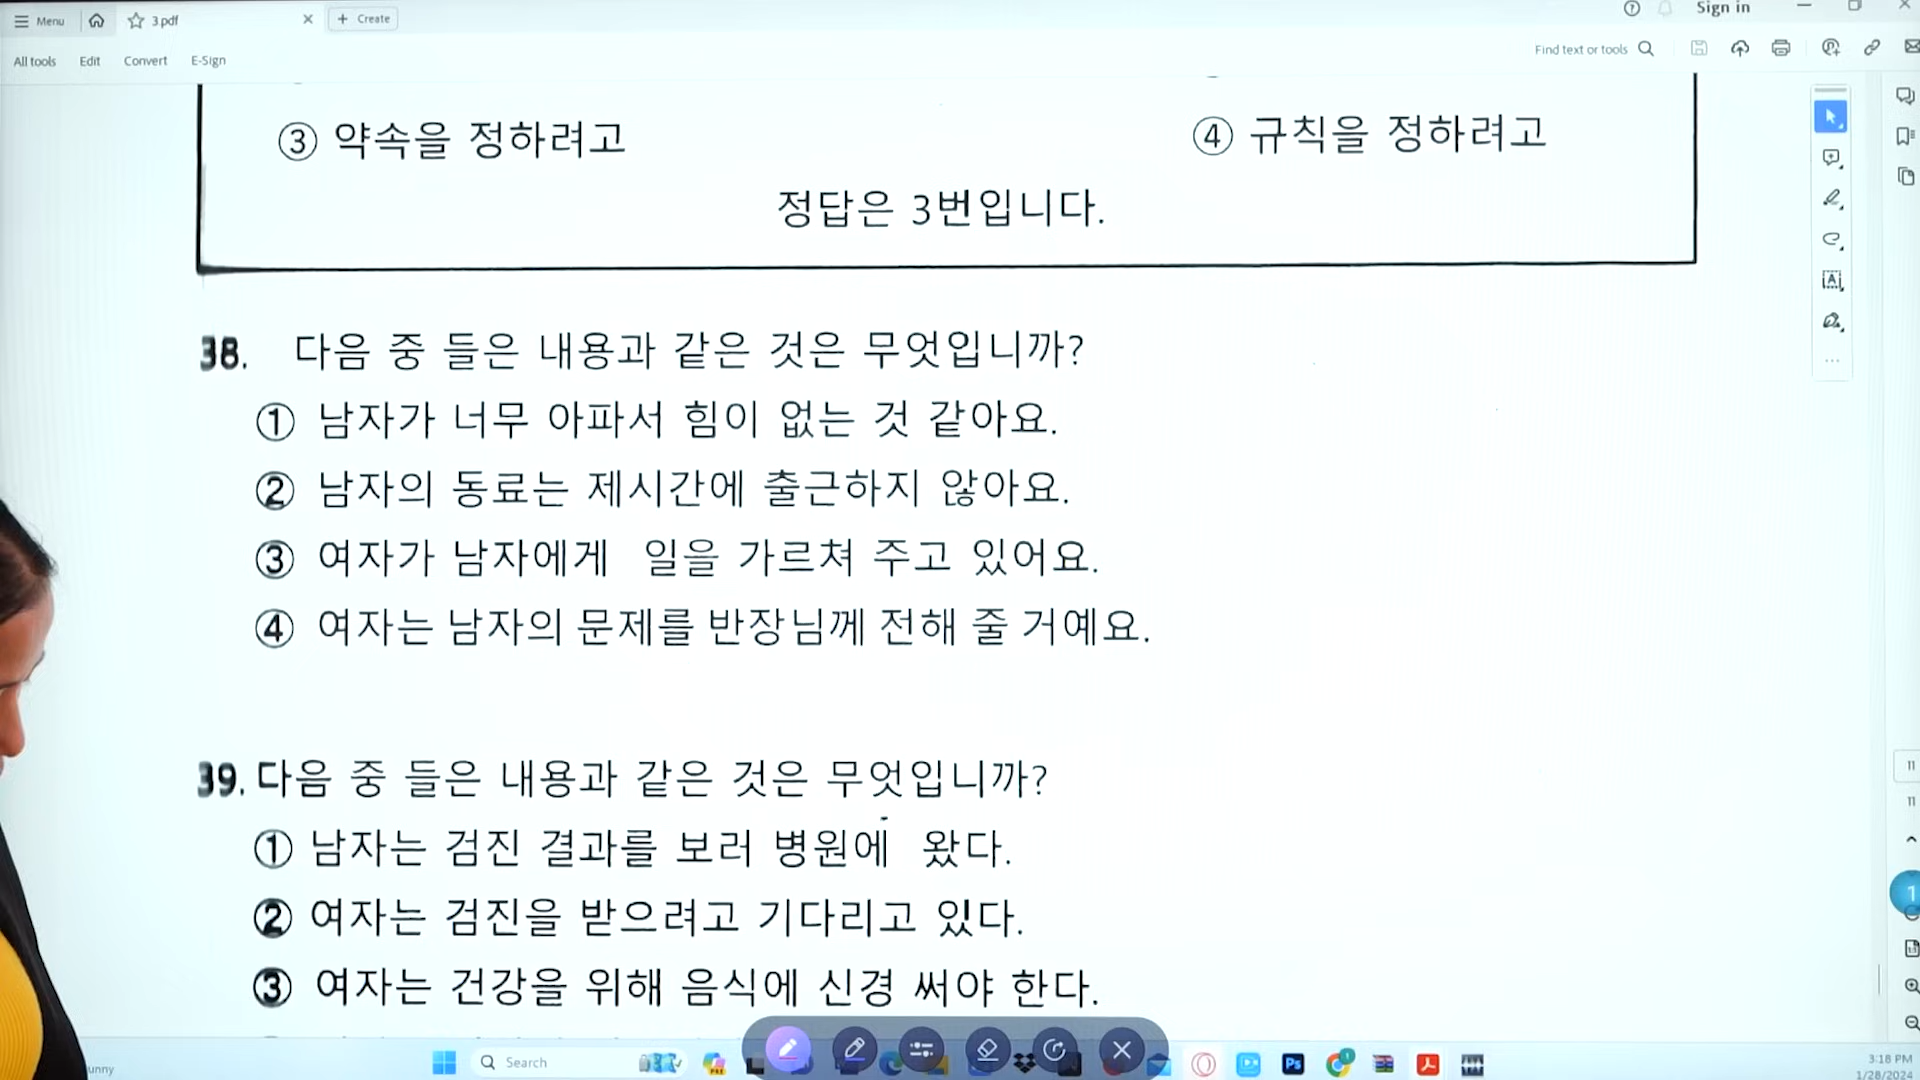 Menu
3.pdf
Create
Sign in
All tools
Edit
Convert
E-Sign
Find text or tools
③ 약속을 정하려고
④ 규칙을 정하려고
정답은 3번입니다.
38. 다음 중 들은 내용과 같은 것은 무엇입니까?
① 남자가 너무 아파서 힘이 없는 것 같아요.
② 남자의 동료는 제시간에 출근하지 않아요.
③ 여자가 남자에게 일을 가르쳐 주고 있어요.
④ 여자는 남자의 문제를 반장님께 전해 줄 거예요.
39. 다음 중 들은 내용과 같은 것은 무엇입니까?
① 남자는 검진 결과를 보러 병원에 왔다.
② 여자는 검진을 받으려고 기다리고 있다.
③ 여자는 건강을 위해 음식에 신경 써야 한다.
11
11
1
unny
Search
Ps
3:18 PM
1/28/2024